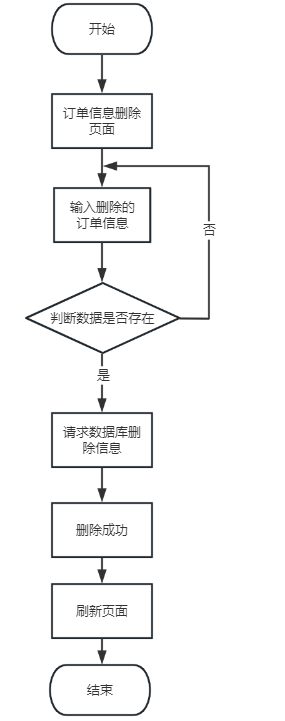 开始
订单信息删除
页面
输入删除的
订单信息
否
判断数据是否存在
是
请求数据库删
除信息
删除成功
刷新页面
结束